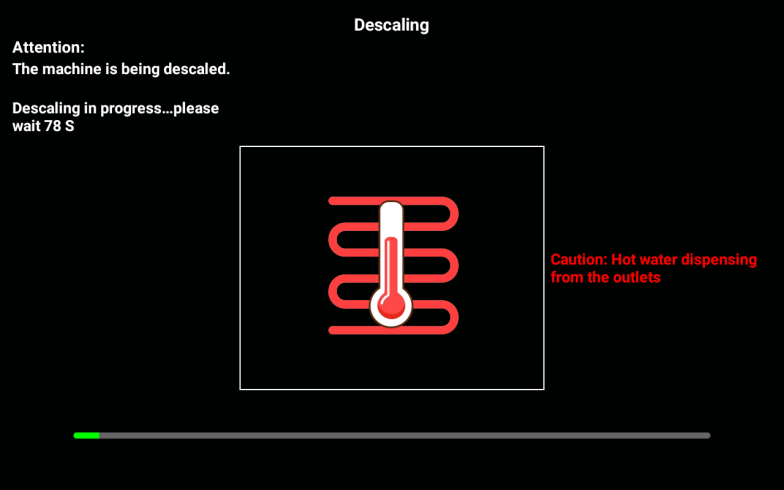 Descaling
Attention:
The machine is being descaled.
Descaling in progress...please
wait 78 S
Caution: Hot water dispensing
from the outlets